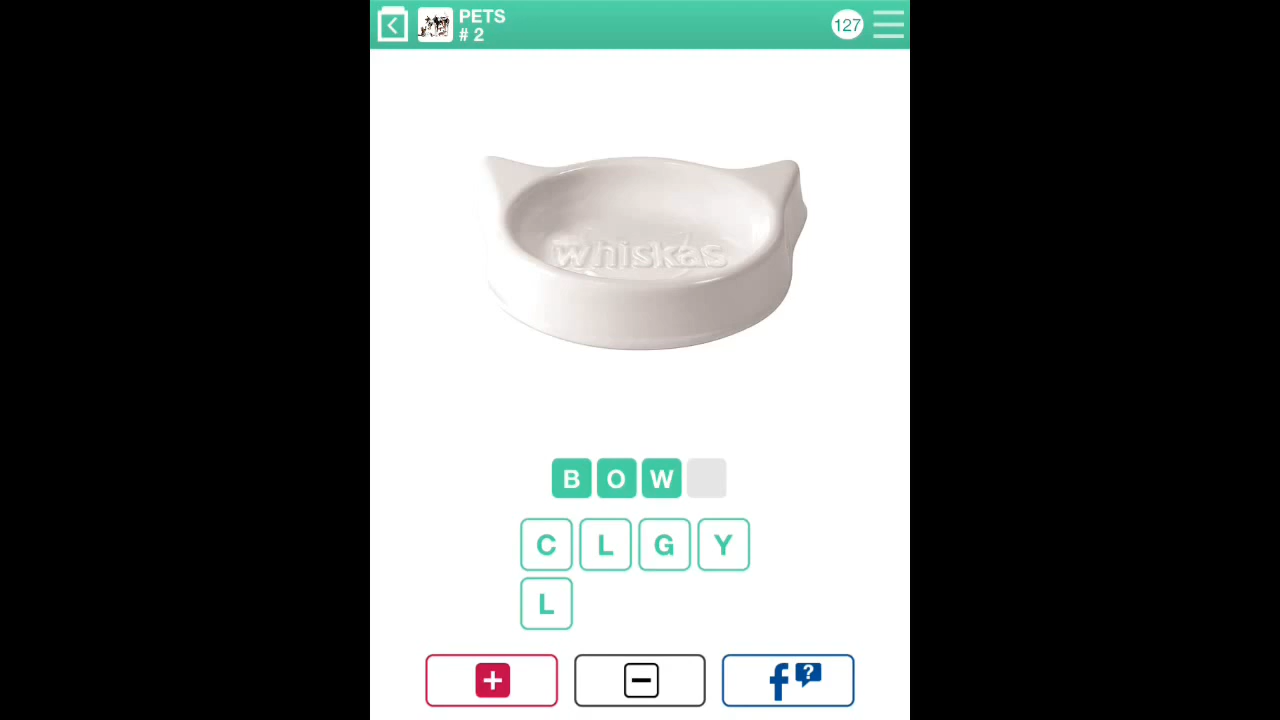 PETS
# 2
127
whiskas
B O W
C L G Y
L
+ − f ?